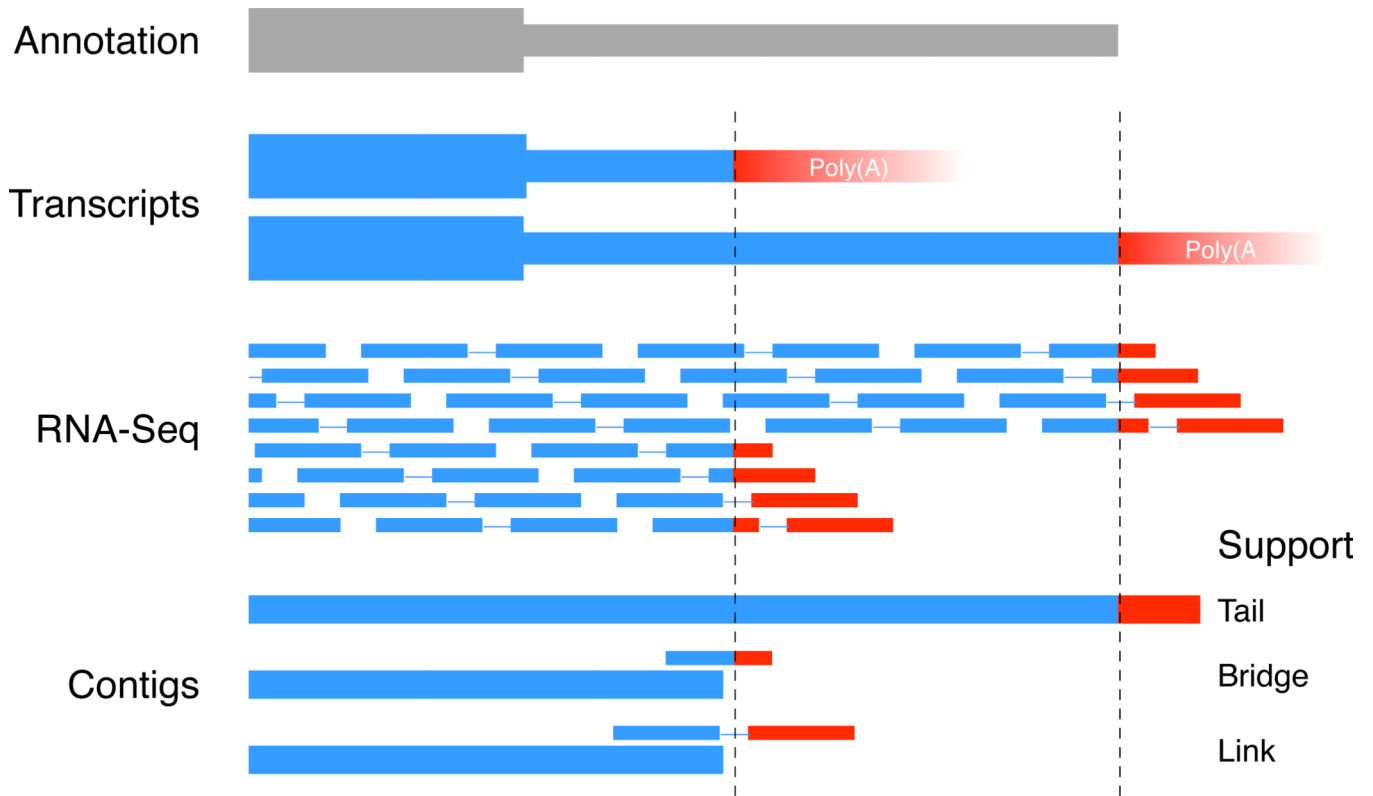 Annotation
Transcripts
Poly(A)
Poly(A
RNA-Seq
Support
Tail
Contigs
Bridge
Link